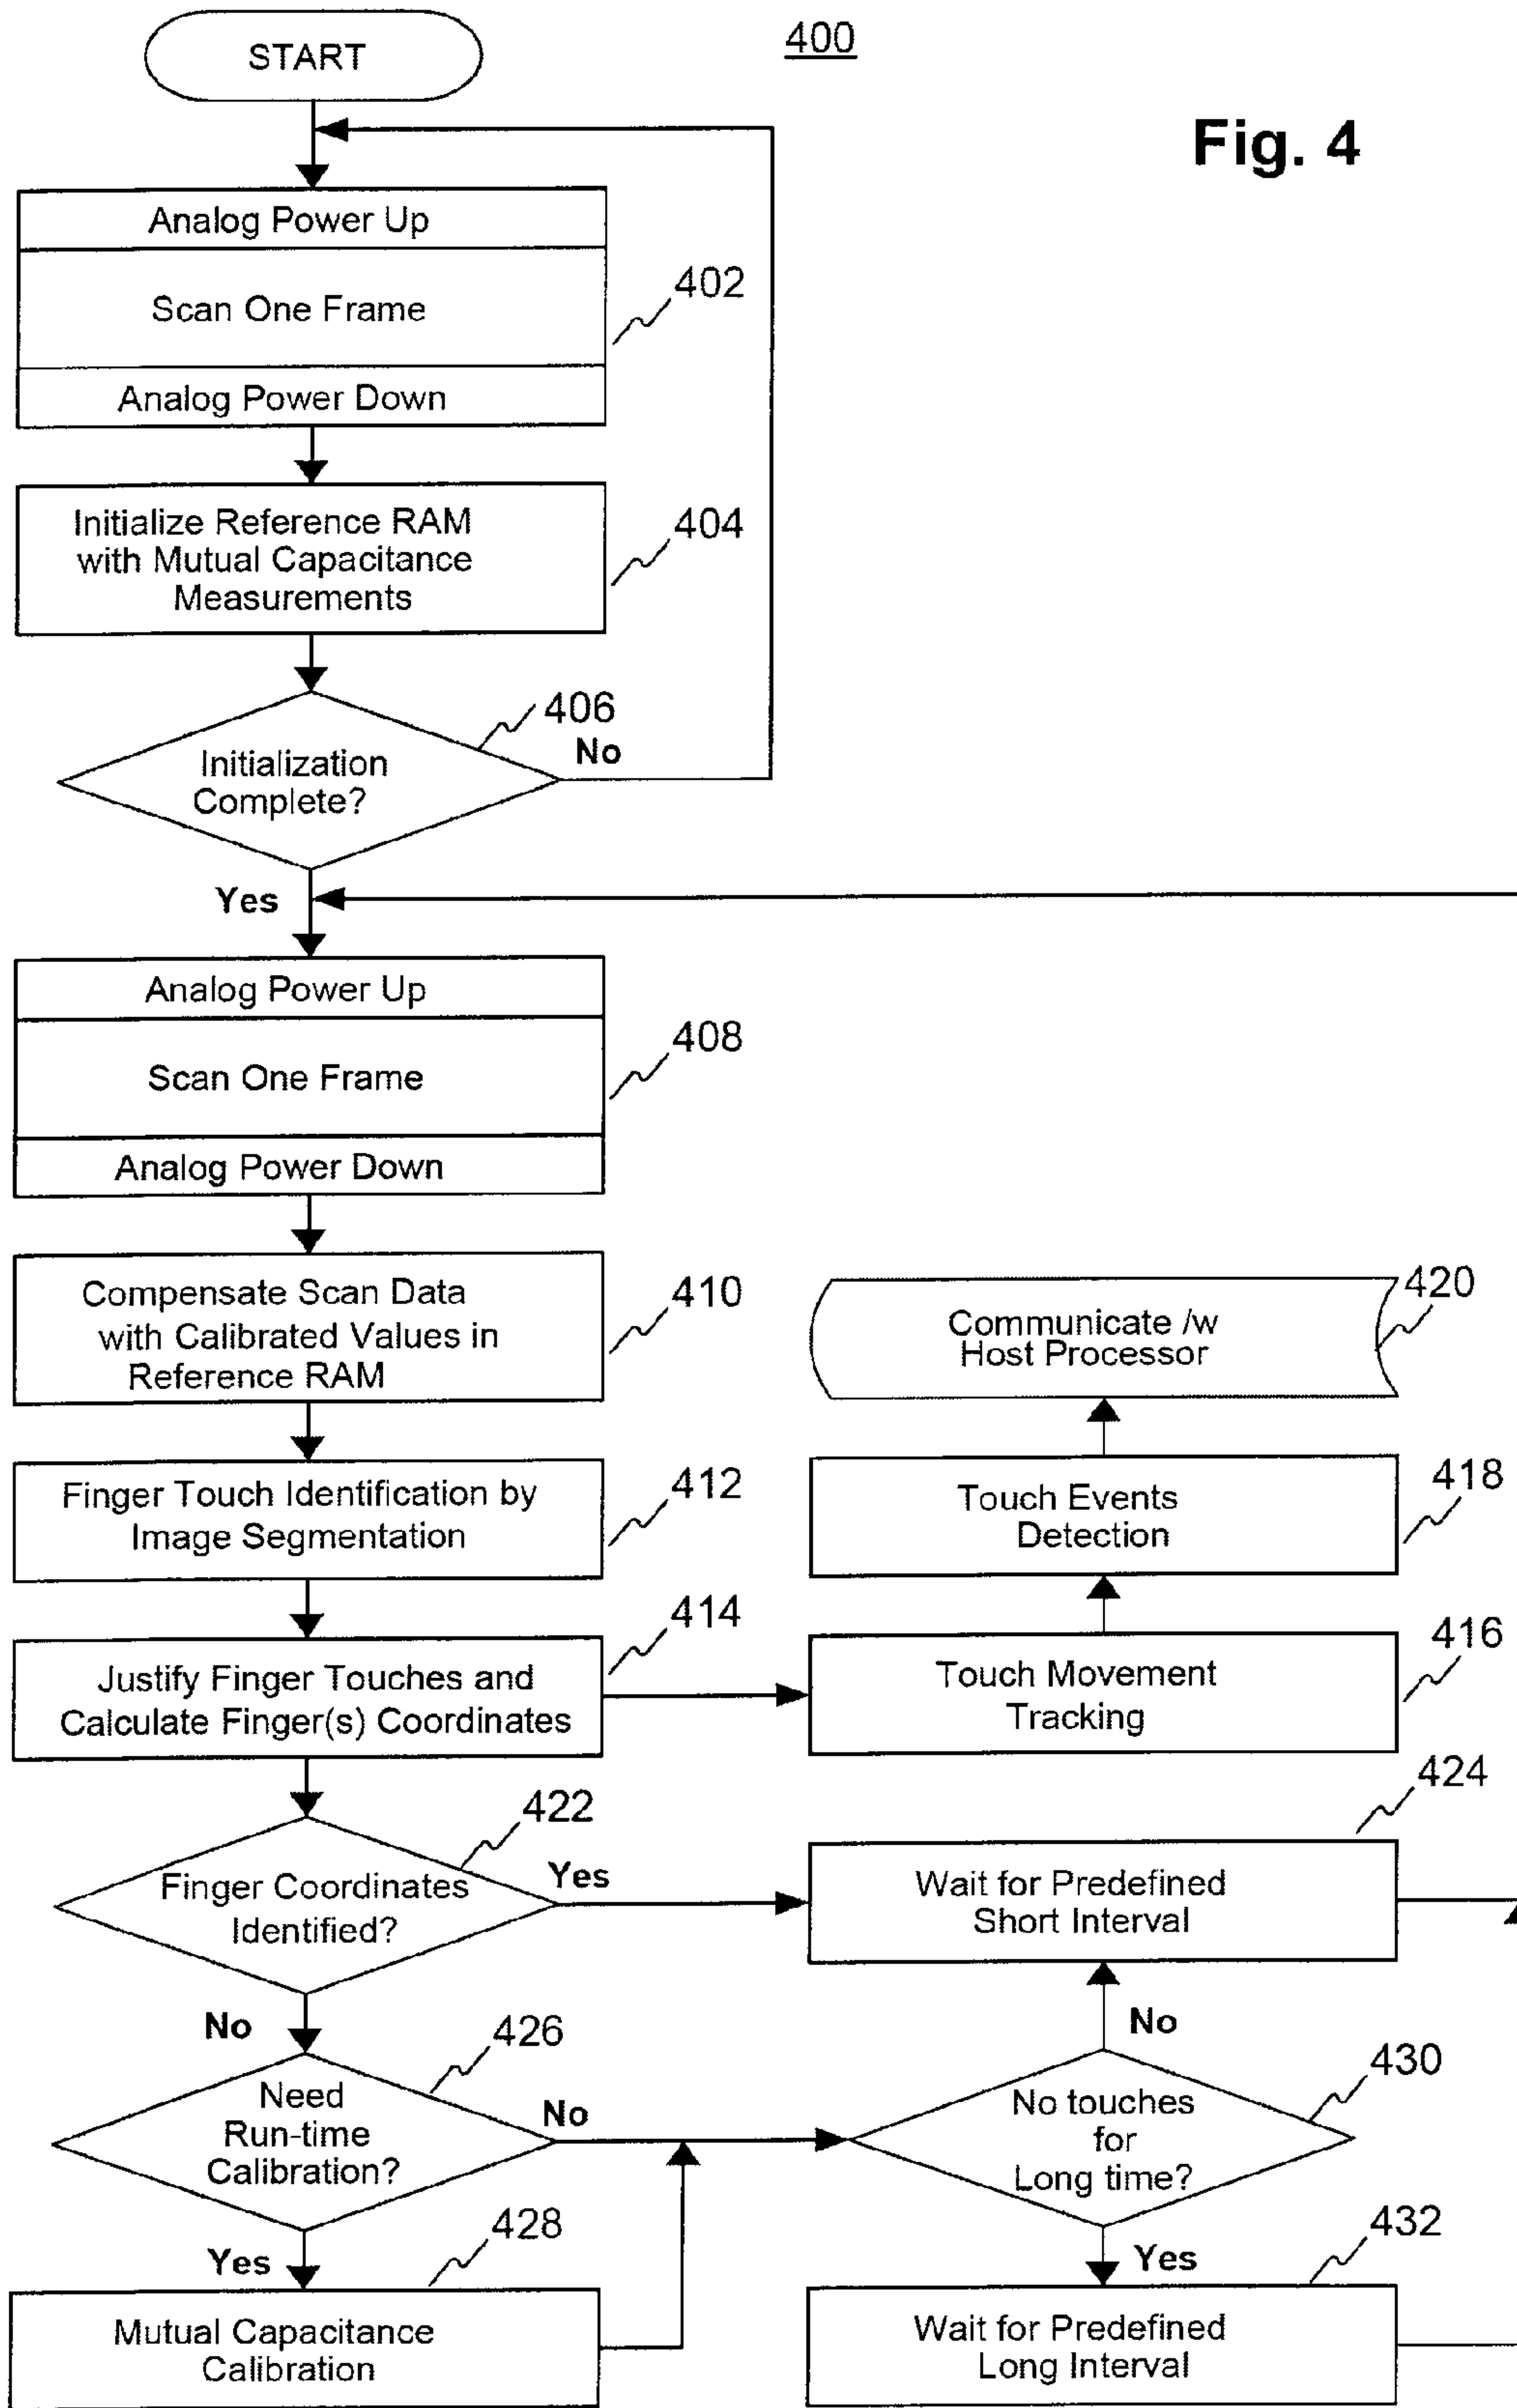 START
400
Fig. 4
Analog Power Up
Scan One Frame
402
Analog Power Down
Initialize Reference RAM
with Mutual Capacitance
Measurements
404
406
Initialization
Complete?
No
Yes
Analog Power Up
Scan One Frame
408
Analog Power Down
Compensate Scan Data
with Calibrated Values in
Reference RAM
410
Communicate /w
Host Processor
420
Finger Touch Identification by
Image Segmentation
412
Touch Events
Detection
418
Justify Finger Touches and
Calculate Finger(s) Coordinates
414
Touch Movement
Tracking
416
422
Finger Coordinates
Identified?
Yes
Wait for Predefined
Short Interval
424
No
No
426
Need
Run-time
Calibration?
No
430
No touches
for
Long time?
Yes
428
Mutual Capacitance
Calibration
Yes
432
Wait for Predefined
Long Interval